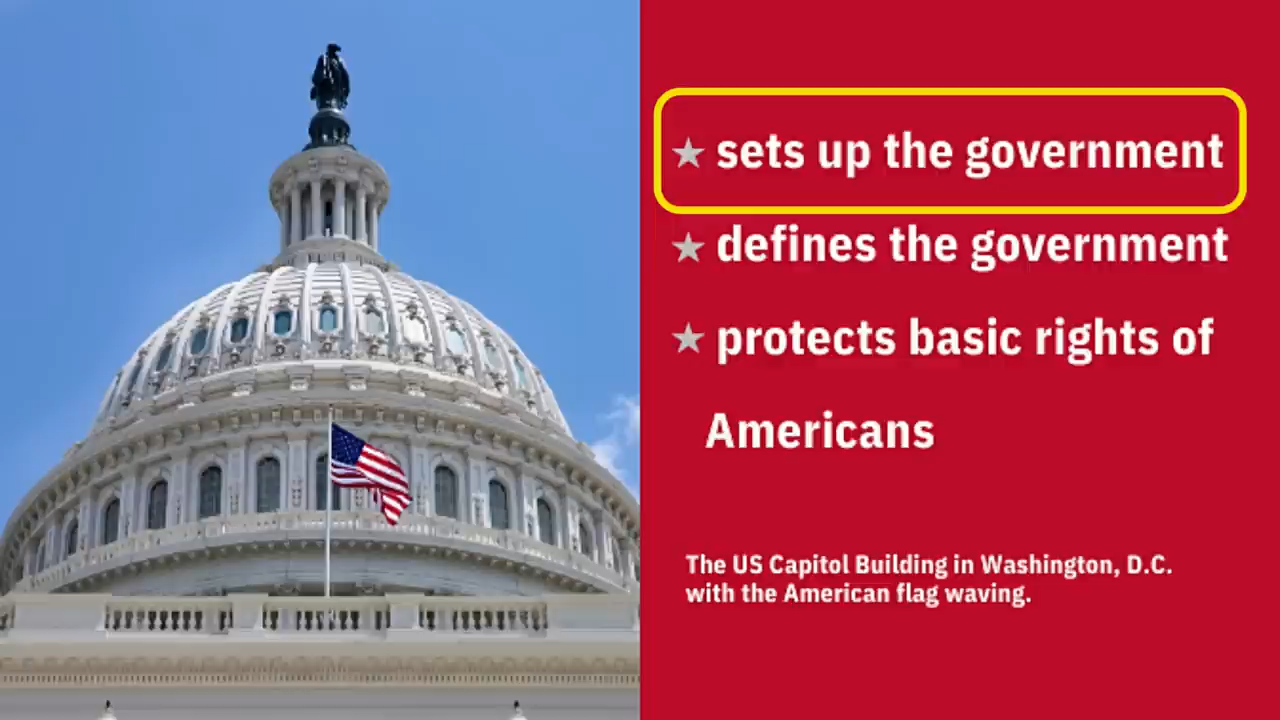 ★ sets up the government
★ defines the government
★ protects basic rights of
Americans
The US Capitol Building in Washington, D.C.
with the American flag waving.